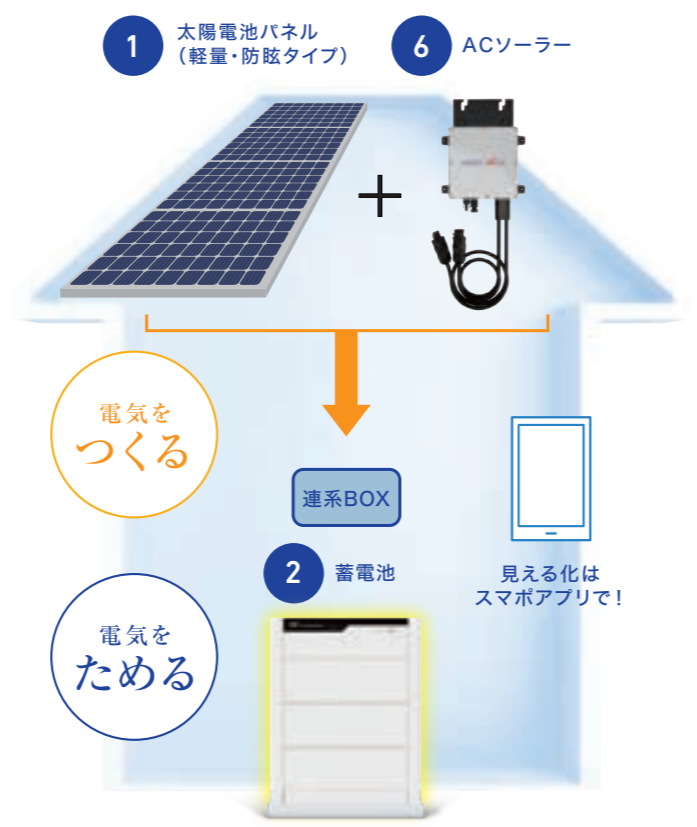 1
太陽電池パネル
（軽量・防眩タイプ）
6
ACソーラー
電気を
つくる
連系BOX
2
蓄電池
見える化は
スマポアプリで！
電気を
ためる